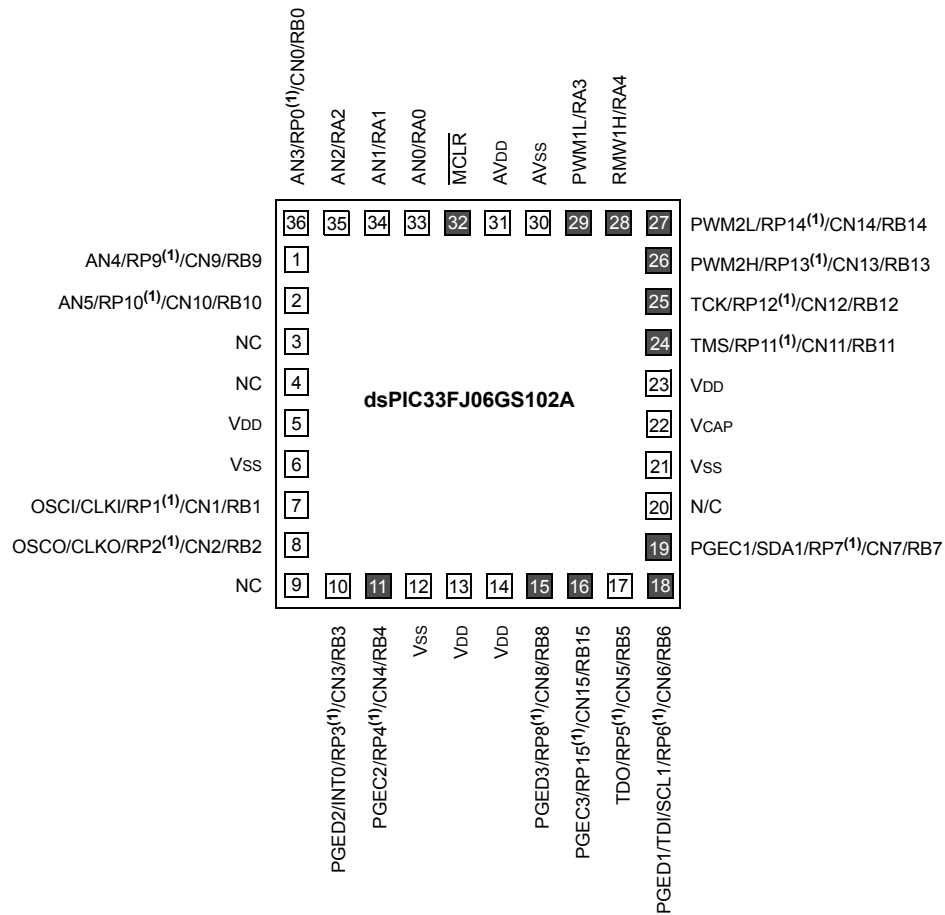 AN3/RP0(1)/CN0/RB0
AN2/RA2
AN1/RA1
AN0/RA0
MCLR
AVDD
AVSS
PWM1L/RA3
RMW1H/RA4
36 35 34 33 32 31 30 29 28 27 PWM2L/RP14(1)/CN14/RB14
AN4/RP9(1)/CN9/RB9 1 26 PWM2H/RP13(1)/CN13/RB13
AN5/RP10(1)/CN10/RB10 2 25 TCK/RP12(1)/CN12/RB12
NC 3 24 TMS/RP11(1)/CN11/RB11
NC 4 23 VDD
dsPIC33FJ06GS102A
VDD 5 22 VCAP
VSS 6 21 VSS
OSCI/CLKI/RP1(1)/CN1/RB1 7 20 N/C
OSCO/CLKO/RP2(1)/CN2/RB2 8 19 PGEC1/SDA1/RP7(1)/CN7/RB7
NC 9 10 11 12 13 14 15 16 17 18
PGED2/INT0/RP3(1)/CN3/RB3
PGEC2/RP4(1)/CN4/RB4
VSS
VDD
VDD
PGED3/RP8(1)/CN8/RB8
PGEC3/RP15(1)/CN15/RB15
TDO/RP5(1)/CN5/RB5
PGED1/TDI/SCL1/RP6(1)/CN6/RB6